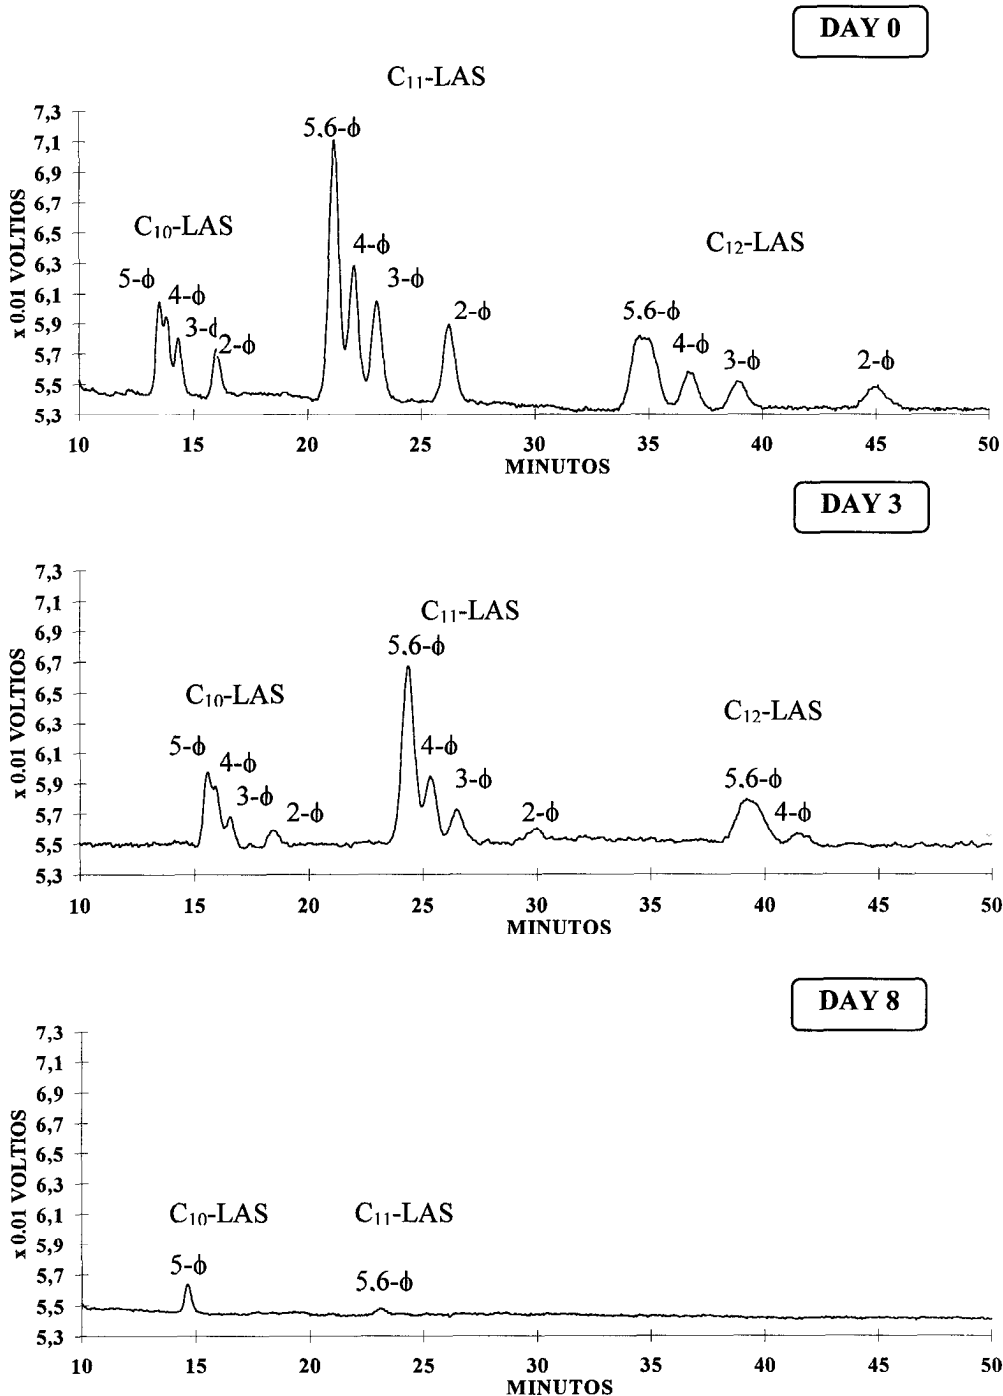 DAY 0
C₁₁-LAS
7,3
7,1
6,9
6,7
6,5
6,3
6,1
5,9
5,7
5,5
5,3
x 0.01 VOLTIOS
C₁₀-LAS
5-ϕ
4-ϕ
3-ϕ
2-ϕ
5,6-ϕ
4-ϕ
3-ϕ
2-ϕ
C₁₂-LAS
5,6-ϕ
4-ϕ
3-ϕ
2-ϕ
10 15 20 25 30 35 40 45 50
MINUTOS
DAY 3
7,3
7,1
6,9
6,7
6,5
6,3
6,1
5,9
5,7
5,5
5,3
x 0.01 VOLTIOS
C₁₀-LAS
5-ϕ
4-ϕ
3-ϕ
2-ϕ
C₁₁-LAS
5,6-ϕ
4-ϕ
3-ϕ
2-ϕ
C₁₂-LAS
5,6-ϕ
4-ϕ
10 15 20 25 30 35 40 45 50
MINUTOS
DAY 8
7,3
7,1
6,9
6,7
6,5
6,3
6,1
5,9
5,7
5,5
5,3
x 0.01 VOLTIOS
C₁₀-LAS
5-ϕ
C₁₁-LAS
5,6-ϕ
10 15 20 25 30 35 40 45 50
MINUTOS